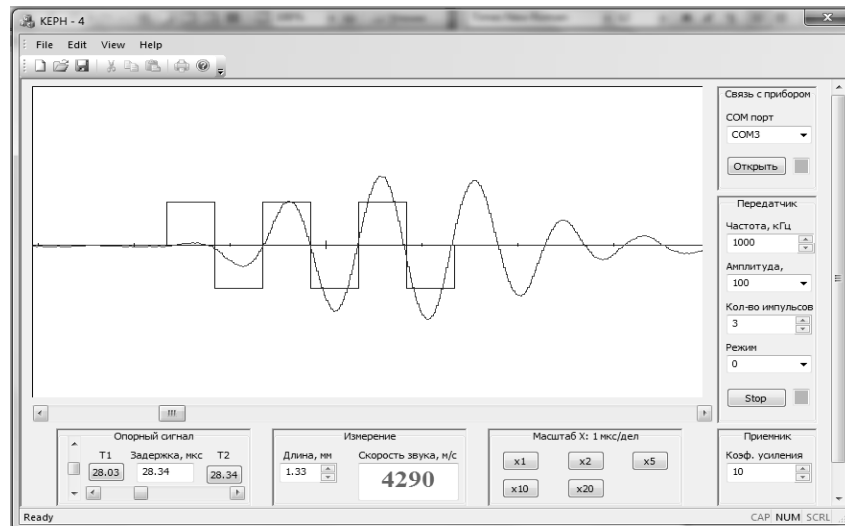 КЕРН - 4
File Edit View Help
Связь с прибором
COM порт
COM3
Открыть
Передатчик
Частота, кГц
1000
Амплитуда,
100
Кол-во импульсов
3
Режим
0
Stop
Опорный сигнал
T1 Задержка, мкс T2
28.03 28.34 28.34
Измерение
Длина, мм Скорость звука, м/с
1.33 4290
Масштаб X: 1 мкс/дел
x1 x2 x5
x10 x20
Приемник
Коэф. усиления
10
Ready CAP NUM SCRL